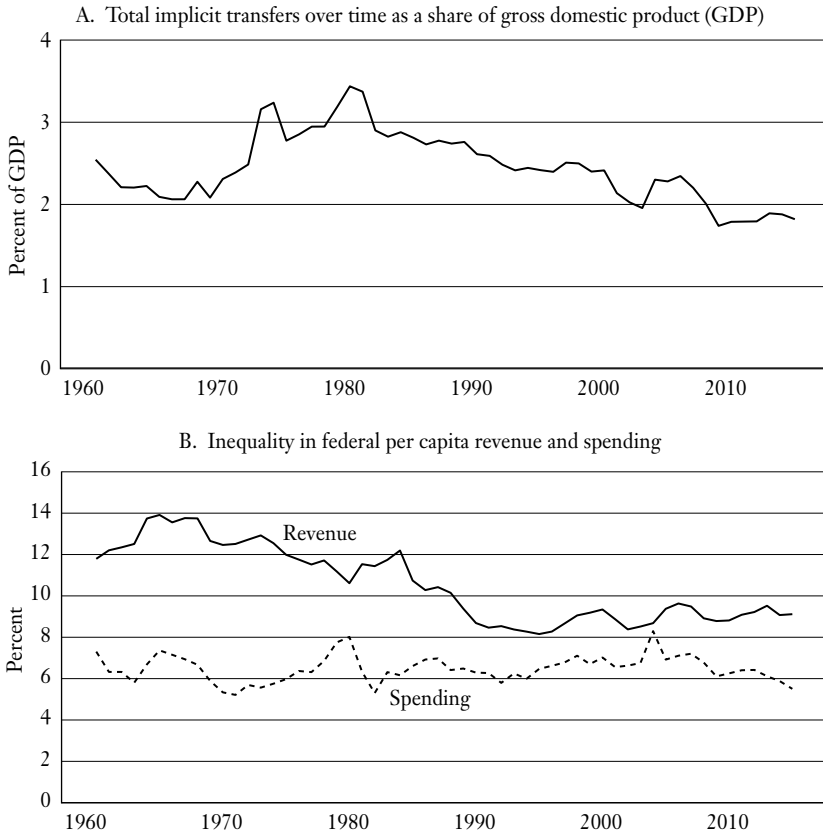 A. Total implicit transfers over time as a share of gross domestic product (GDP)
4
3
2
1
0
Percent of GDP
1960 1970 1980 1990 2000 2010
B. Inequality in federal per capita revenue and spending
16
14
12
10
8
6
4
2
0
Percent
Revenue
Spending
1960 1970 1980 1990 2000 2010